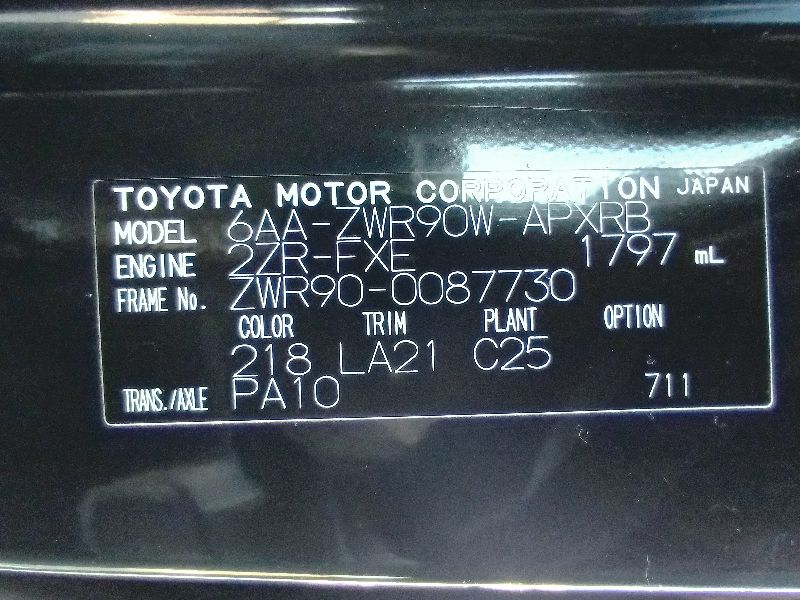 TOYOTA MOTOR CORPORATION JAPAN
MODEL 6AA-ZWR90W-APXRB
ENGINE 2ZR-FXE 1797 mL
FRAME No. ZWR90-0087730
COLOR TRIM PLANT OPTION
218 LA21 C25
TRANS./AXLE PA10 711